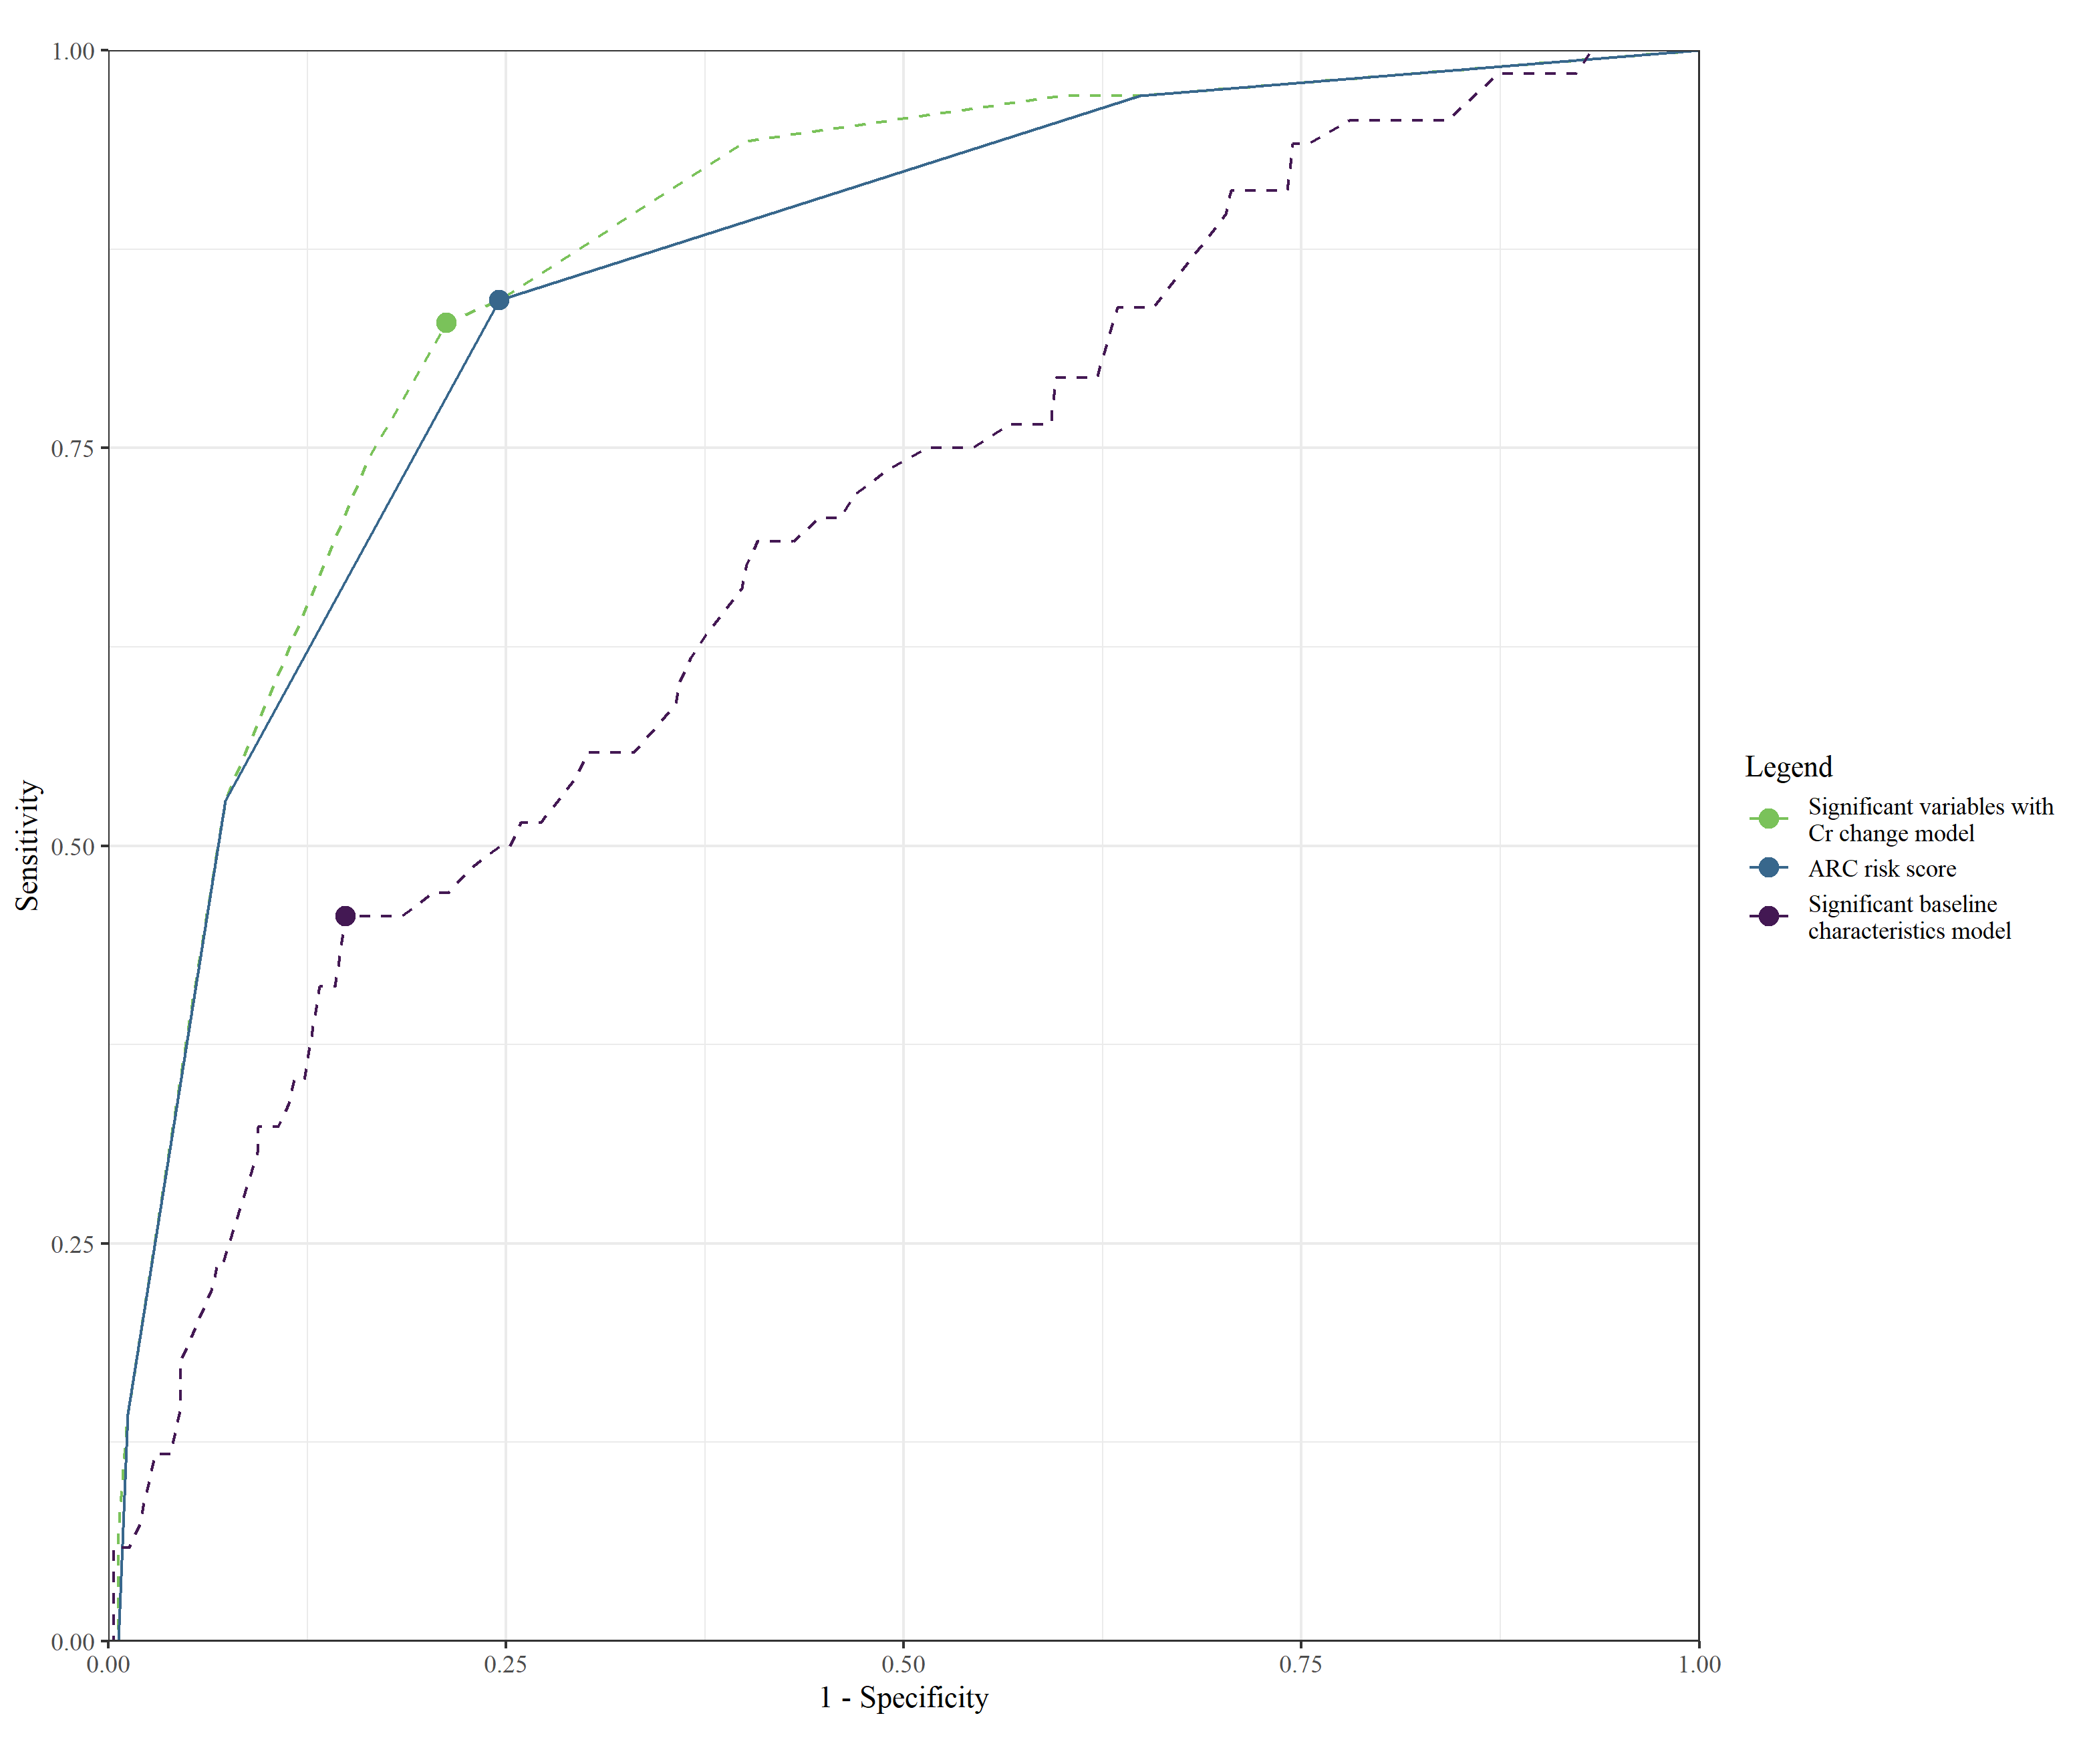 1.00
0.75
0.50
0.25
0.00
Sensitivity
0.00
0.25
0.50
0.75
1.00
1 - Specificity
Legend
Significant variables with
Cr change model
ARC risk score
Significant baseline
characteristics model